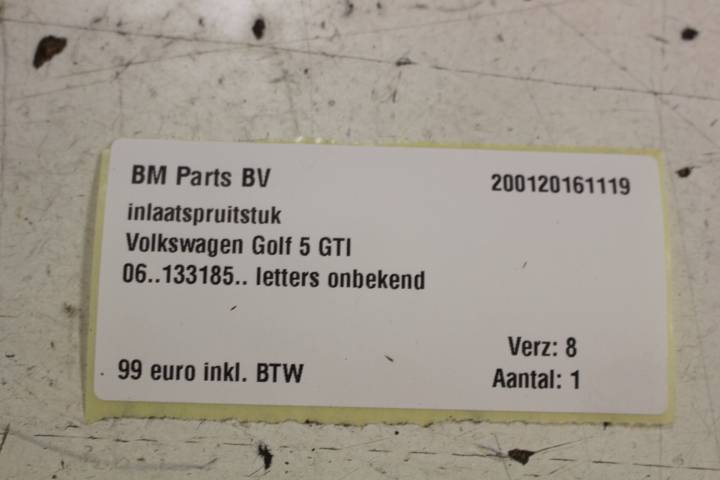 BM Parts BV 200120161119
inlaatspruitstuk
Volkswagen Golf 5 GTI
06..133185.. letters onbekend
Verz: 8
99 euro inkl. BTW Aantal: 1